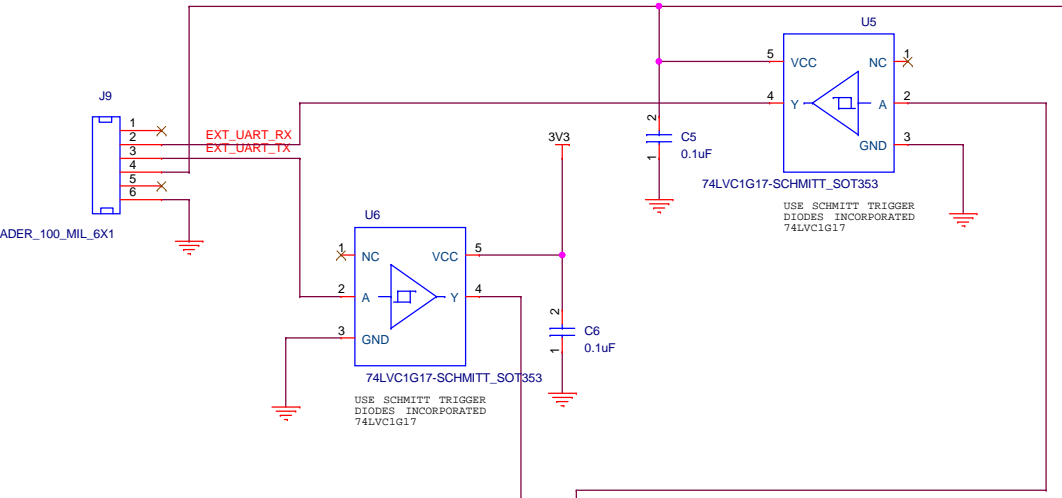 J9
1
2
3
4
5
6
EXT_UART_RX
EXT_UART_TX
ADER_100_MIL_6X1
U5
5
VCC
NC
1
4
Y
A
2
GND
3
74LVC1G17-SCHMITT_SOT353
USE SCHMITT TRIGGER
DIODES INCORPORATED
74LVC1G17
2
C5
1
0.1uF
3V3
U6
1
NC
VCC
5
2
A
Y
4
3
GND
74LVC1G17-SCHMITT_SOT353
USE SCHMITT TRIGGER
DIODES INCORPORATED
74LVC1G17
2
C6
1
0.1uF